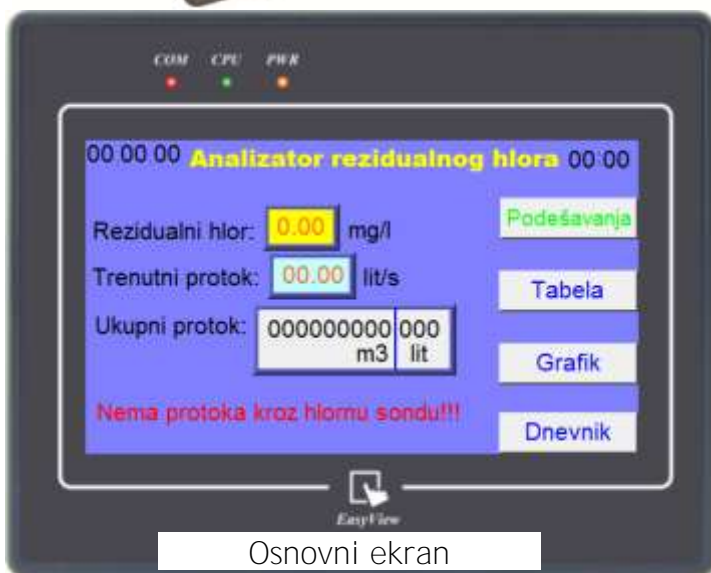 COM CPU PWR
00 00 00 Analizator rezidualnog hlora 00:00
Rezidualni hlor: 0.00 mg/l
Podešavanja
Trenutni protok: 00.00 lit/s
Tabela
Ukupni protok: 000000000 000
m3 lit
Grafik
Nema protoka kroz hlornu sondu!!!
Dnevnik
EasyView
Osnovni ekran